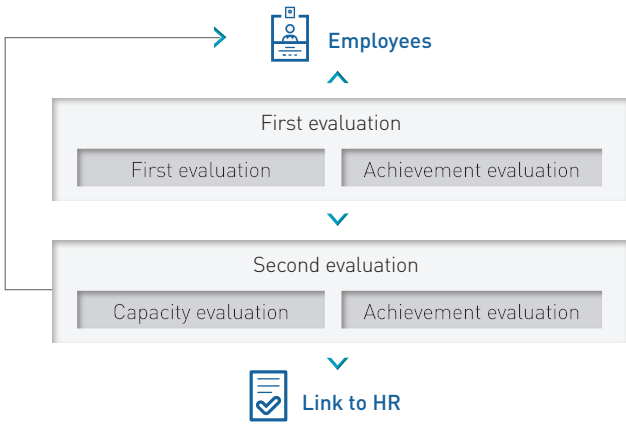 Employees
First evaluation
First evaluation
Achievement evaluation
Second evaluation
Capacity evaluation
Achievement evaluation
Link to HR